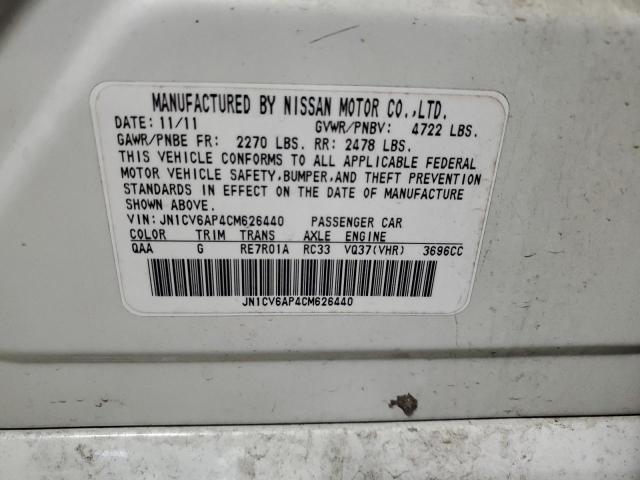 MANUFACTURED BY NISSAN MOTOR CO.,LTD.
DATE: 11/11 GVWR/PNBV: 4722 LBS.
GAWR/PNBE FR: 2270 LBS. RR: 2478 LBS.
THIS VEHICLE CONFORMS TO ALL APPLICABLE FEDERAL
MOTOR VEHICLE SAFETY,BUMPER,AND THEFT PREVENTION
STANDARDS IN EFFECT ON THE DATE OF MANUFACTURE
SHOWN ABOVE.
VIN: JN1CV6AP4CM626440 PASSENGER CAR
COLOR TRIM TRANS AXLE ENGINE
QAA G RE7R01A RC33 VQ37(VHR) 3696CC
JN1CV6AP4CM626440